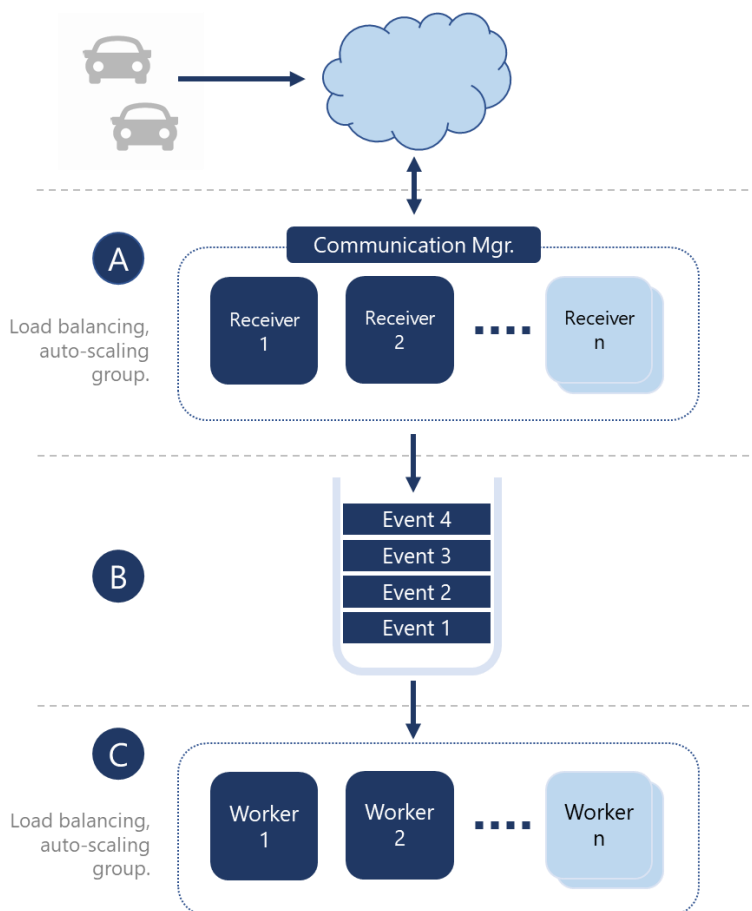 A
Communication Mgr.
Load balancing,
auto-scaling
group.
Receiver
1
Receiver
2
Receiver
n
B
Event 4
Event 3
Event 2
Event 1
C
Load balancing,
auto-scaling
group.
Worker
1
Worker
2
Worker
n